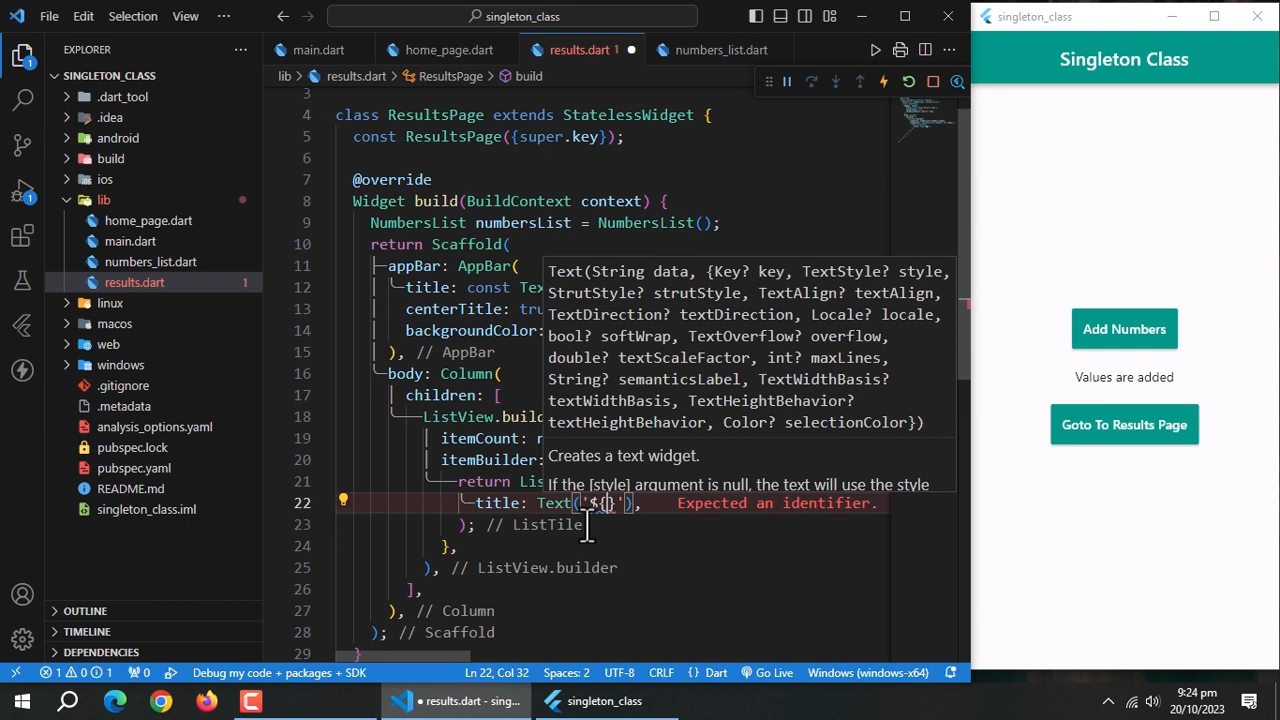 File Edit Selection View ··· singleton_class
EXPLORER
SINGLETON_CLASS
.dart_tool
.idea
android
build
ios
lib
home_page.dart
main.dart
numbers_list.dart
results.dart 1
linux
macos
web
windows
.gitignore
.metadata
analysis_options.yaml
pubspec.lock
pubspec.yaml
README.md
singleton_class.iml
OUTLINE
TIMELINE
DEPENDENCIES
1
1
main.dart home_page.dart results.dart 1 numbers_list.dart
lib > results.dart > ResultsPage > build
3
4 class ResultsPage extends StatelessWidget {
5 const ResultsPage({super.key});
6
7 @override
8 Widget build(BuildContext context) {
9 NumbersList numbersList = NumbersList();
10 return Scaffold(
11 appBar: AppBar(
12 title: const Tex
13 centerTitle: tru
14 backgroundColor:
15 ), // AppBar
16 body: Column(
17 children: [
18 ListView.build
19 itemCount: n
20 itemBuilder:
21 return Lis
22 title: Text('${}'), Expected an identifier.
23 ); // ListTile
24 },
25 ), // ListView.builder
26 ],
27 ), // Column
28 ); // Scaffold
29 }
Text(String data, {Key? key, TextStyle? style,
StrutStyle? strutStyle, TextAlign? textAlign,
TextDirection? textDirection, Locale? locale,
bool? softWrap, TextOverflow? overflow,
double? textScaleFactor, int? maxLines,
String? semanticsLabel, TextWidthBasis?
textWidthBasis, TextHeightBehavior?
textHeightBehavior, Color? selectionColor})
Creates a text widget.
If the [style] argument is null, the text will use the style
1 0 1 0 Debug my code + packages + SDK Ln 22, Col 32 Spaces: 2 UTF-8 CRLF {} Dart Go Live Windows (windows-x64)
singleton_class
Singleton Class
Add Numbers
Values are added
Goto To Results Page
● results.dart - sing... singleton_class
9:24 pm
20/10/2023